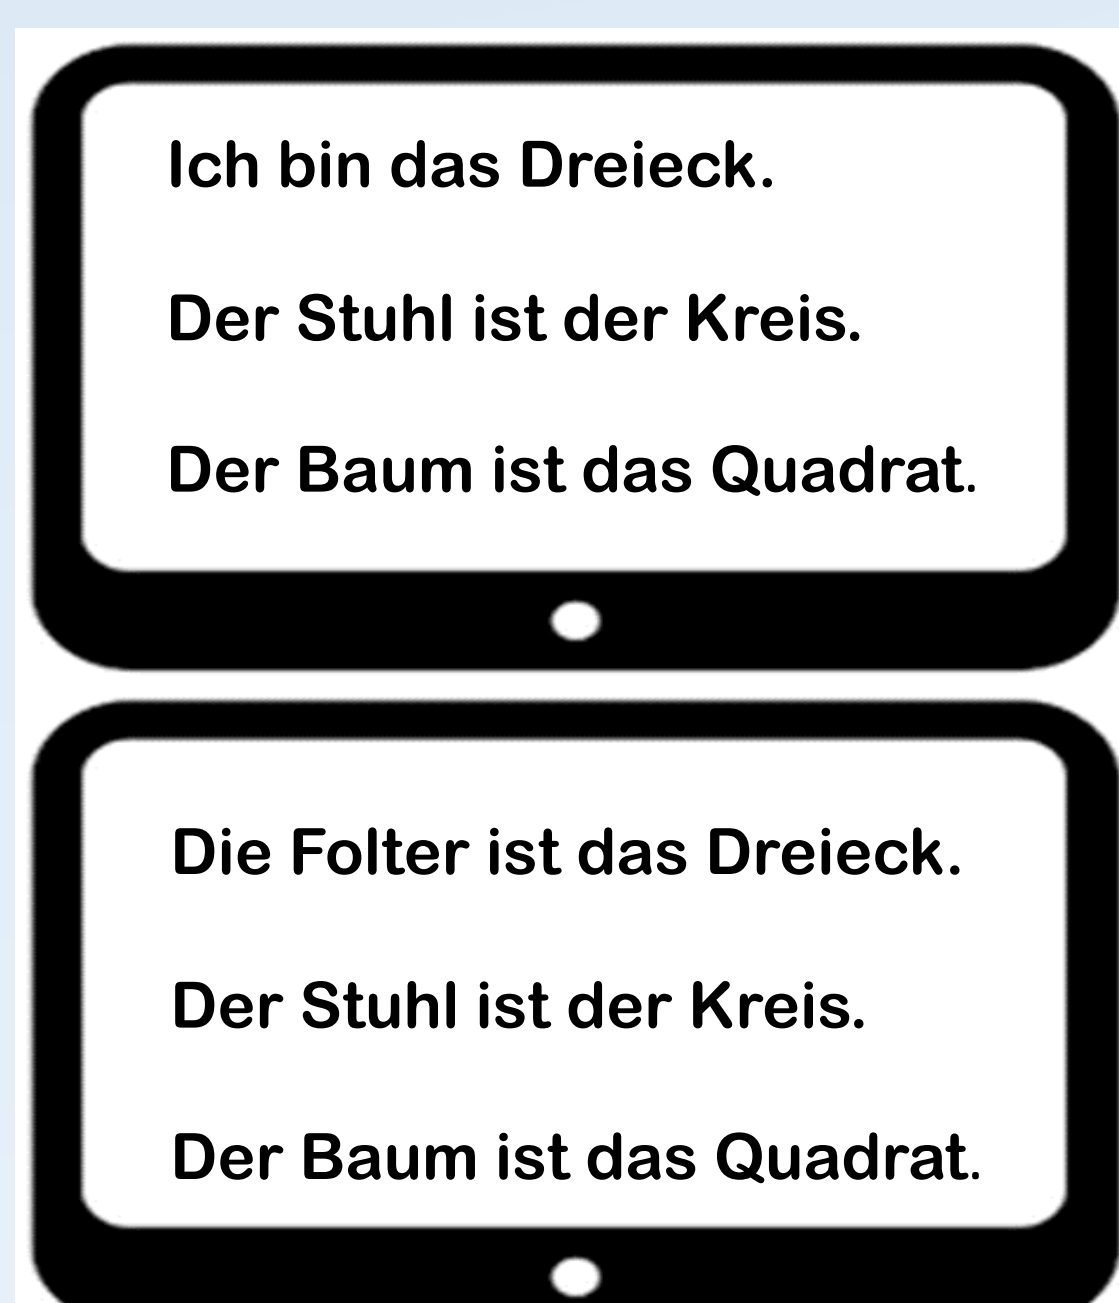 Ich bin das Dreieck.
Der Stuhl ist der Kreis.
Der Baum ist das Quadrat.
Die Folter ist das Dreieck.
Der Stuhl ist der Kreis.
Der Baum ist das Quadrat.